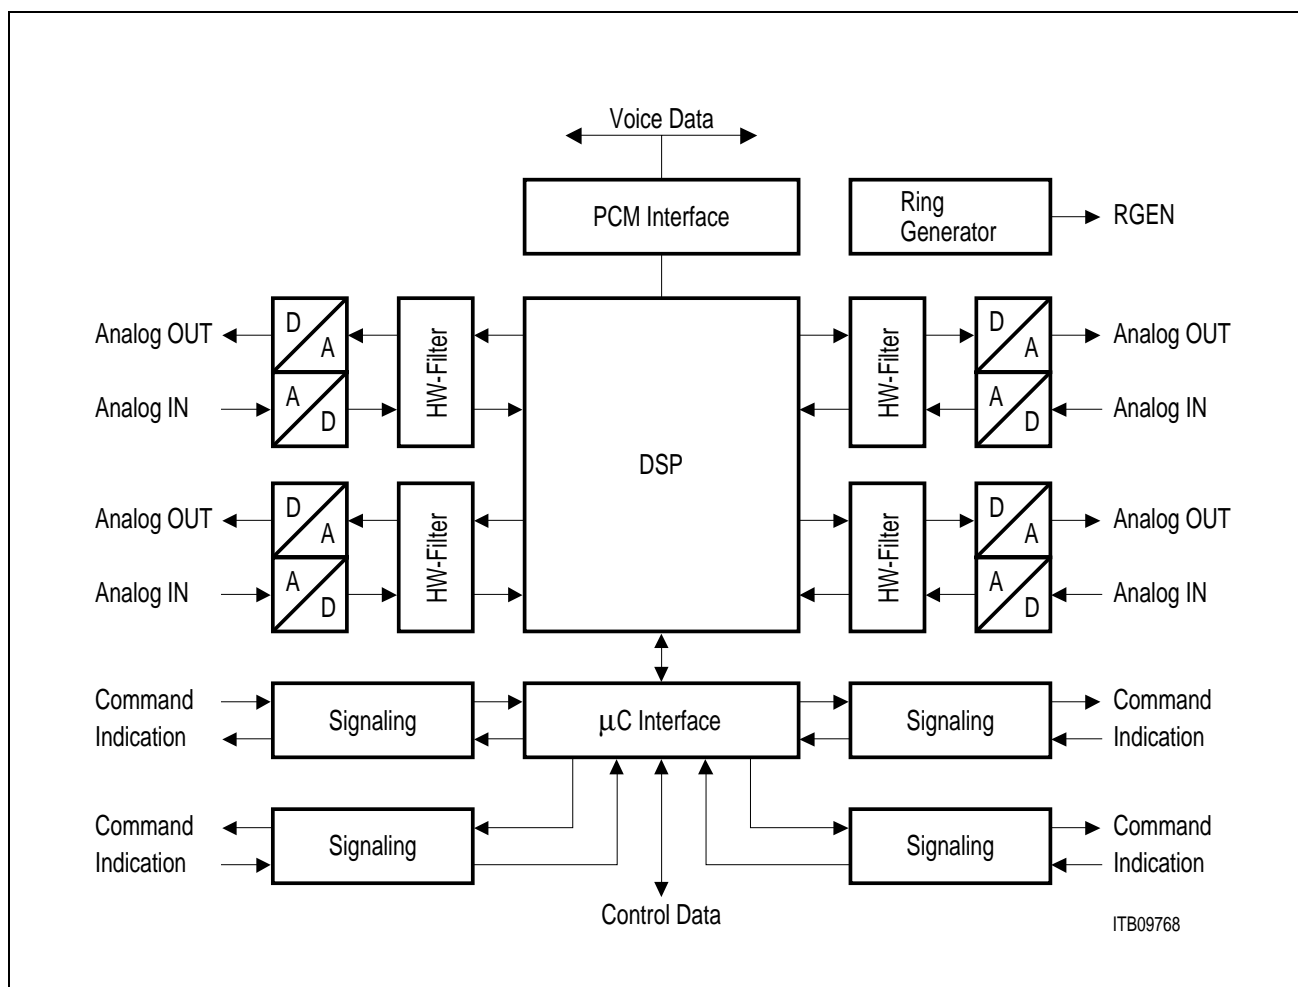 Voice Data
PCM Interface
Ring
Generator
RGEN
Analog OUT
D
A
HW-Filter
HW-Filter
D
A
Analog OUT
Analog IN
A
D
A
D
Analog IN
DSP
Analog OUT
D
A
HW-Filter
HW-Filter
D
A
Analog OUT
Analog IN
A
D
A
D
Analog IN
Command
Indication
Signaling
μC Interface
Signaling
Command
Indication
Command
Indication
Signaling
Signaling
Command
Indication
Control Data
ITB09768